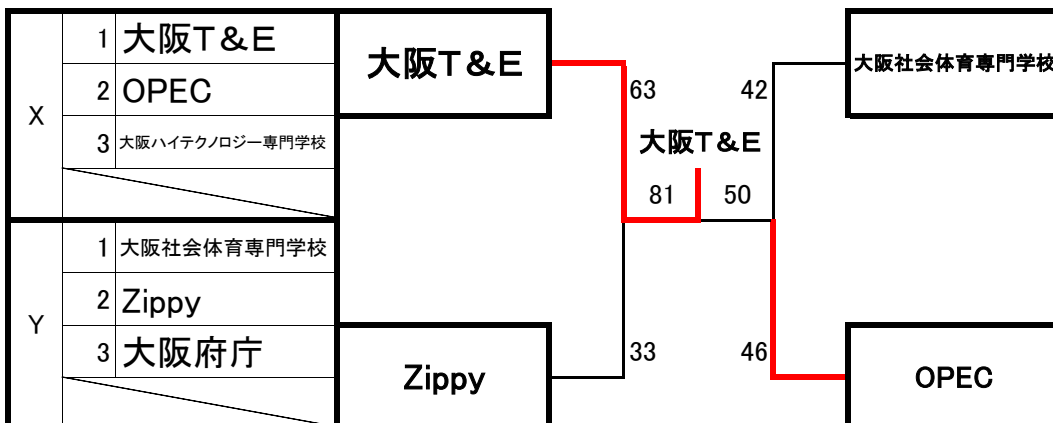 X
1 大阪T&E
2 OPEC
3 大阪ハイテクノロジー専門学校
Y
1 大阪社会体育専門学校
2 Zippy
3 大阪府庁
大阪T&E
Zippy
63
42
大阪T&E
81
50
33
46
大阪社会体育専門学校
OPEC